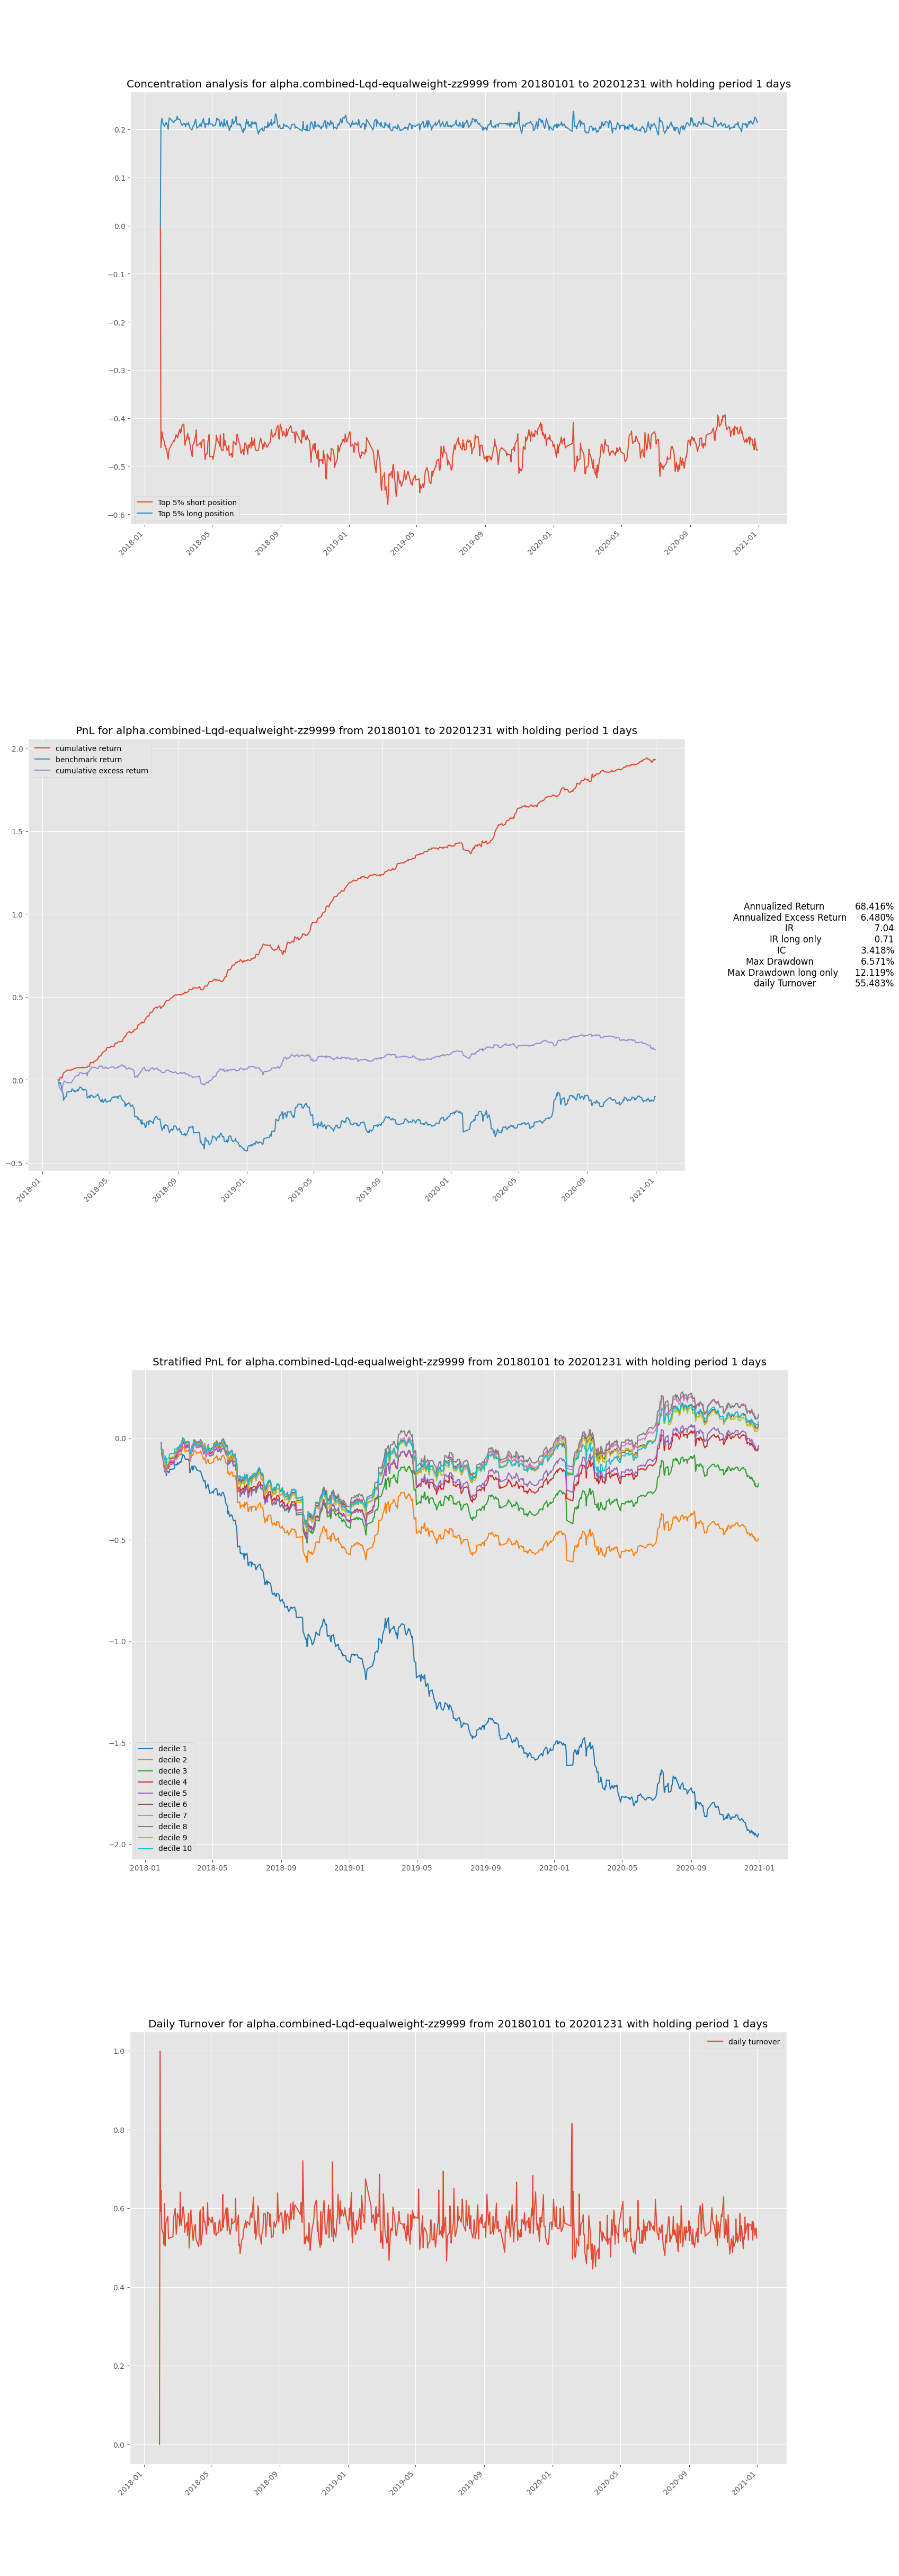 Concentration analysis for alpha.combined-Lqd-equalweight-zz9999 from 20180101 to 20201231 with holding period 1 days
0.2
0.1
0.0
−0.1
−0.2
−0.3
−0.4
−0.5
−0.6
Top 5% short position
Top 5% long position
2018-01
2018-05
2018-09
2019-01
2019-05
2019-09
2020-01
2020-05
2020-09
2021-01
PnL for alpha.combined-Lqd-equalweight-zz9999 from 20180101 to 20201231 with holding period 1 days
2.0
1.5
1.0
0.5
0.0
−0.5
cumulative return
benchmark return
cumulative excess return
2018-01
2018-05
2018-09
2019-01
2019-05
2019-09
2020-01
2020-05
2020-09
2021-01
Annualized Return 68.416%
Annualized Excess Return 6.480%
IR 7.04
IR long only 0.71
IC 3.418%
Max Drawdown 6.571%
Max Drawdown long only 12.119%
daily Turnover 55.483%
Stratified PnL for alpha.combined-Lqd-equalweight-zz9999 from 20180101 to 20201231 with holding period 1 days
0.0
−0.5
−1.0
−1.5
−2.0
decile 1
decile 2
decile 3
decile 4
decile 5
decile 6
decile 7
decile 8
decile 9
decile 10
2018-01
2018-05
2018-09
2019-01
2019-05
2019-09
2020-01
2020-05
2020-09
2021-01
Daily Turnover for alpha.combined-Lqd-equalweight-zz9999 from 20180101 to 20201231 with holding period 1 days
daily turnover
1.0
0.8
0.6
0.4
0.2
0.0
2018-01
2018-05
2018-09
2019-01
2019-05
2019-09
2020-01
2020-05
2020-09
2021-01